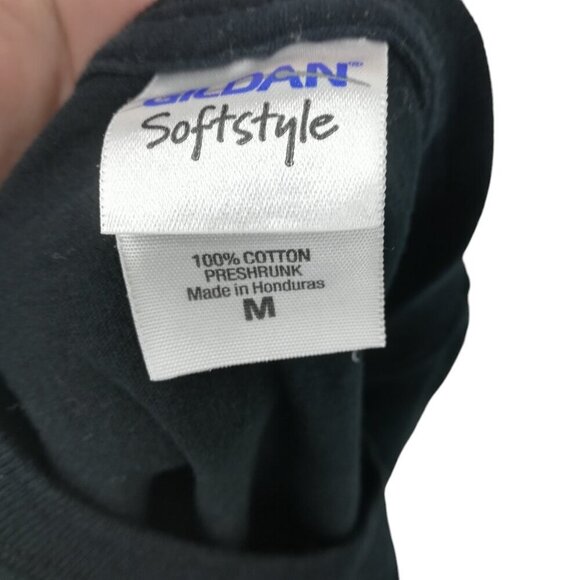 GILDAN®
Softstyle
100% COTTON
PRESHRUNK
Made in Honduras
M